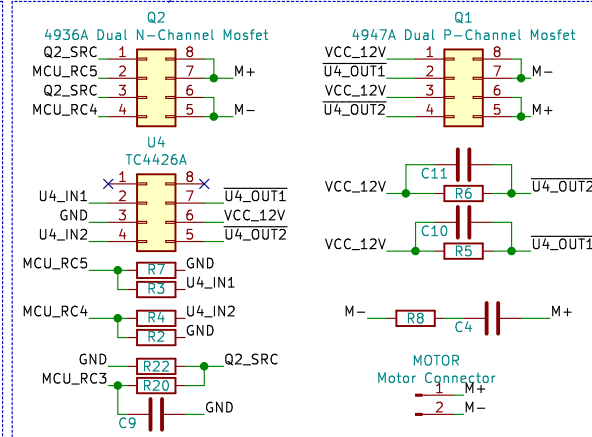 Q2
4936A Dual N-Channel Mosfet
Q2_SRC 1 8
MCU_RC5 2 7 M+
Q2_SRC 3 6
MCU_RC4 4 5 M-
Q1
4947A Dual P-Channel Mosfet
VCC_12V 1 8
U4_OUT1 2 7 M-
VCC_12V 3 6
U4_OUT2 4 5 M+
U4
TC4426A
1 8
U4_IN1 2 7 U4_OUT1
GND 3 6 VCC_12V
U4_IN2 4 5 U4_OUT2
C11
VCC_12V R6 U4_OUT2
C10
VCC_12V R5 U4_OUT1
MCU_RC5 R7 GND
R3 U4_IN1
MCU_RC4 R4 U4_IN2
R2 GND
M- R8 C4 M+
GND R22 Q2_SRC
MCU_RC3 R20
C9 GND
MOTOR
Motor Connector
1 M+
2 M-